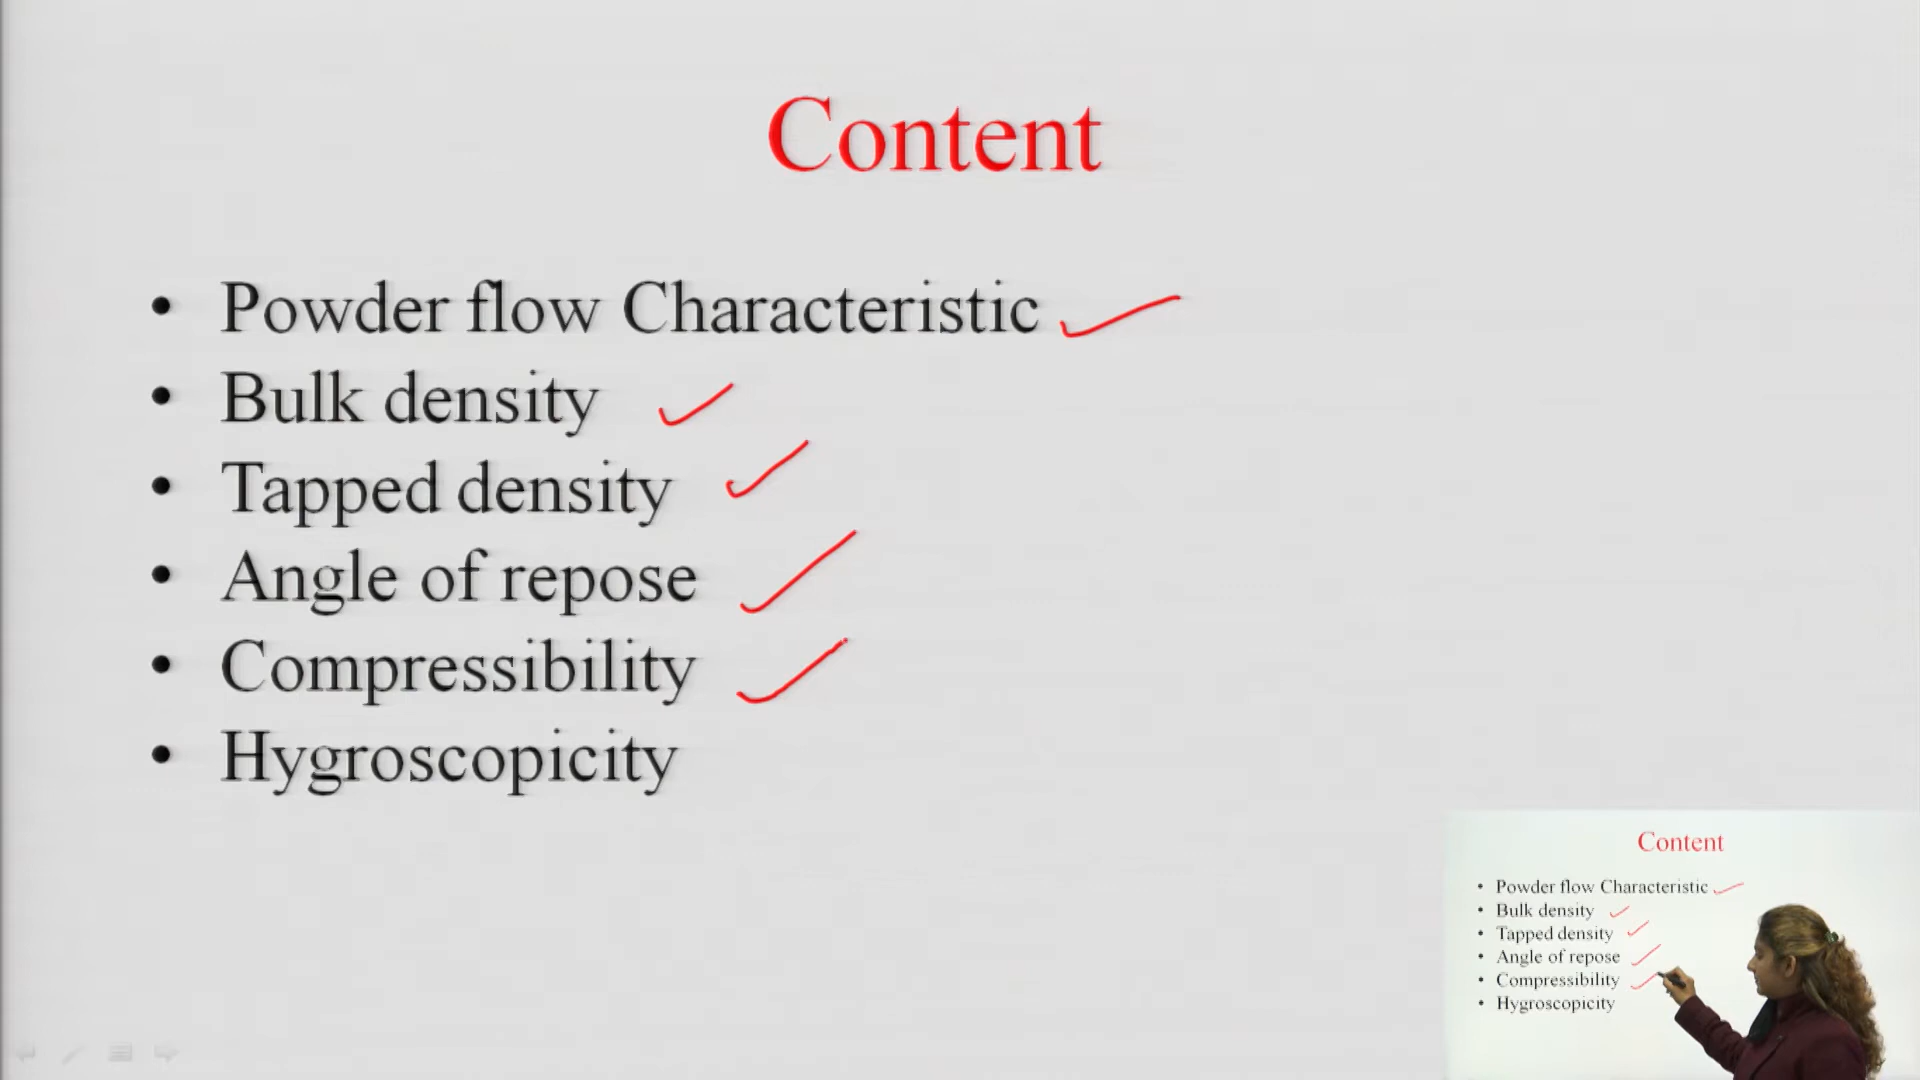 Content
• Powder flow Characteristic
• Bulk density
• Tapped density
• Angle of repose
• Compressibility
• Hygroscopicity
Content
• Powder flow Characteristic
• Bulk density
• Tapped density
• Angle of repose
• Compressibility
• Hygroscopicity